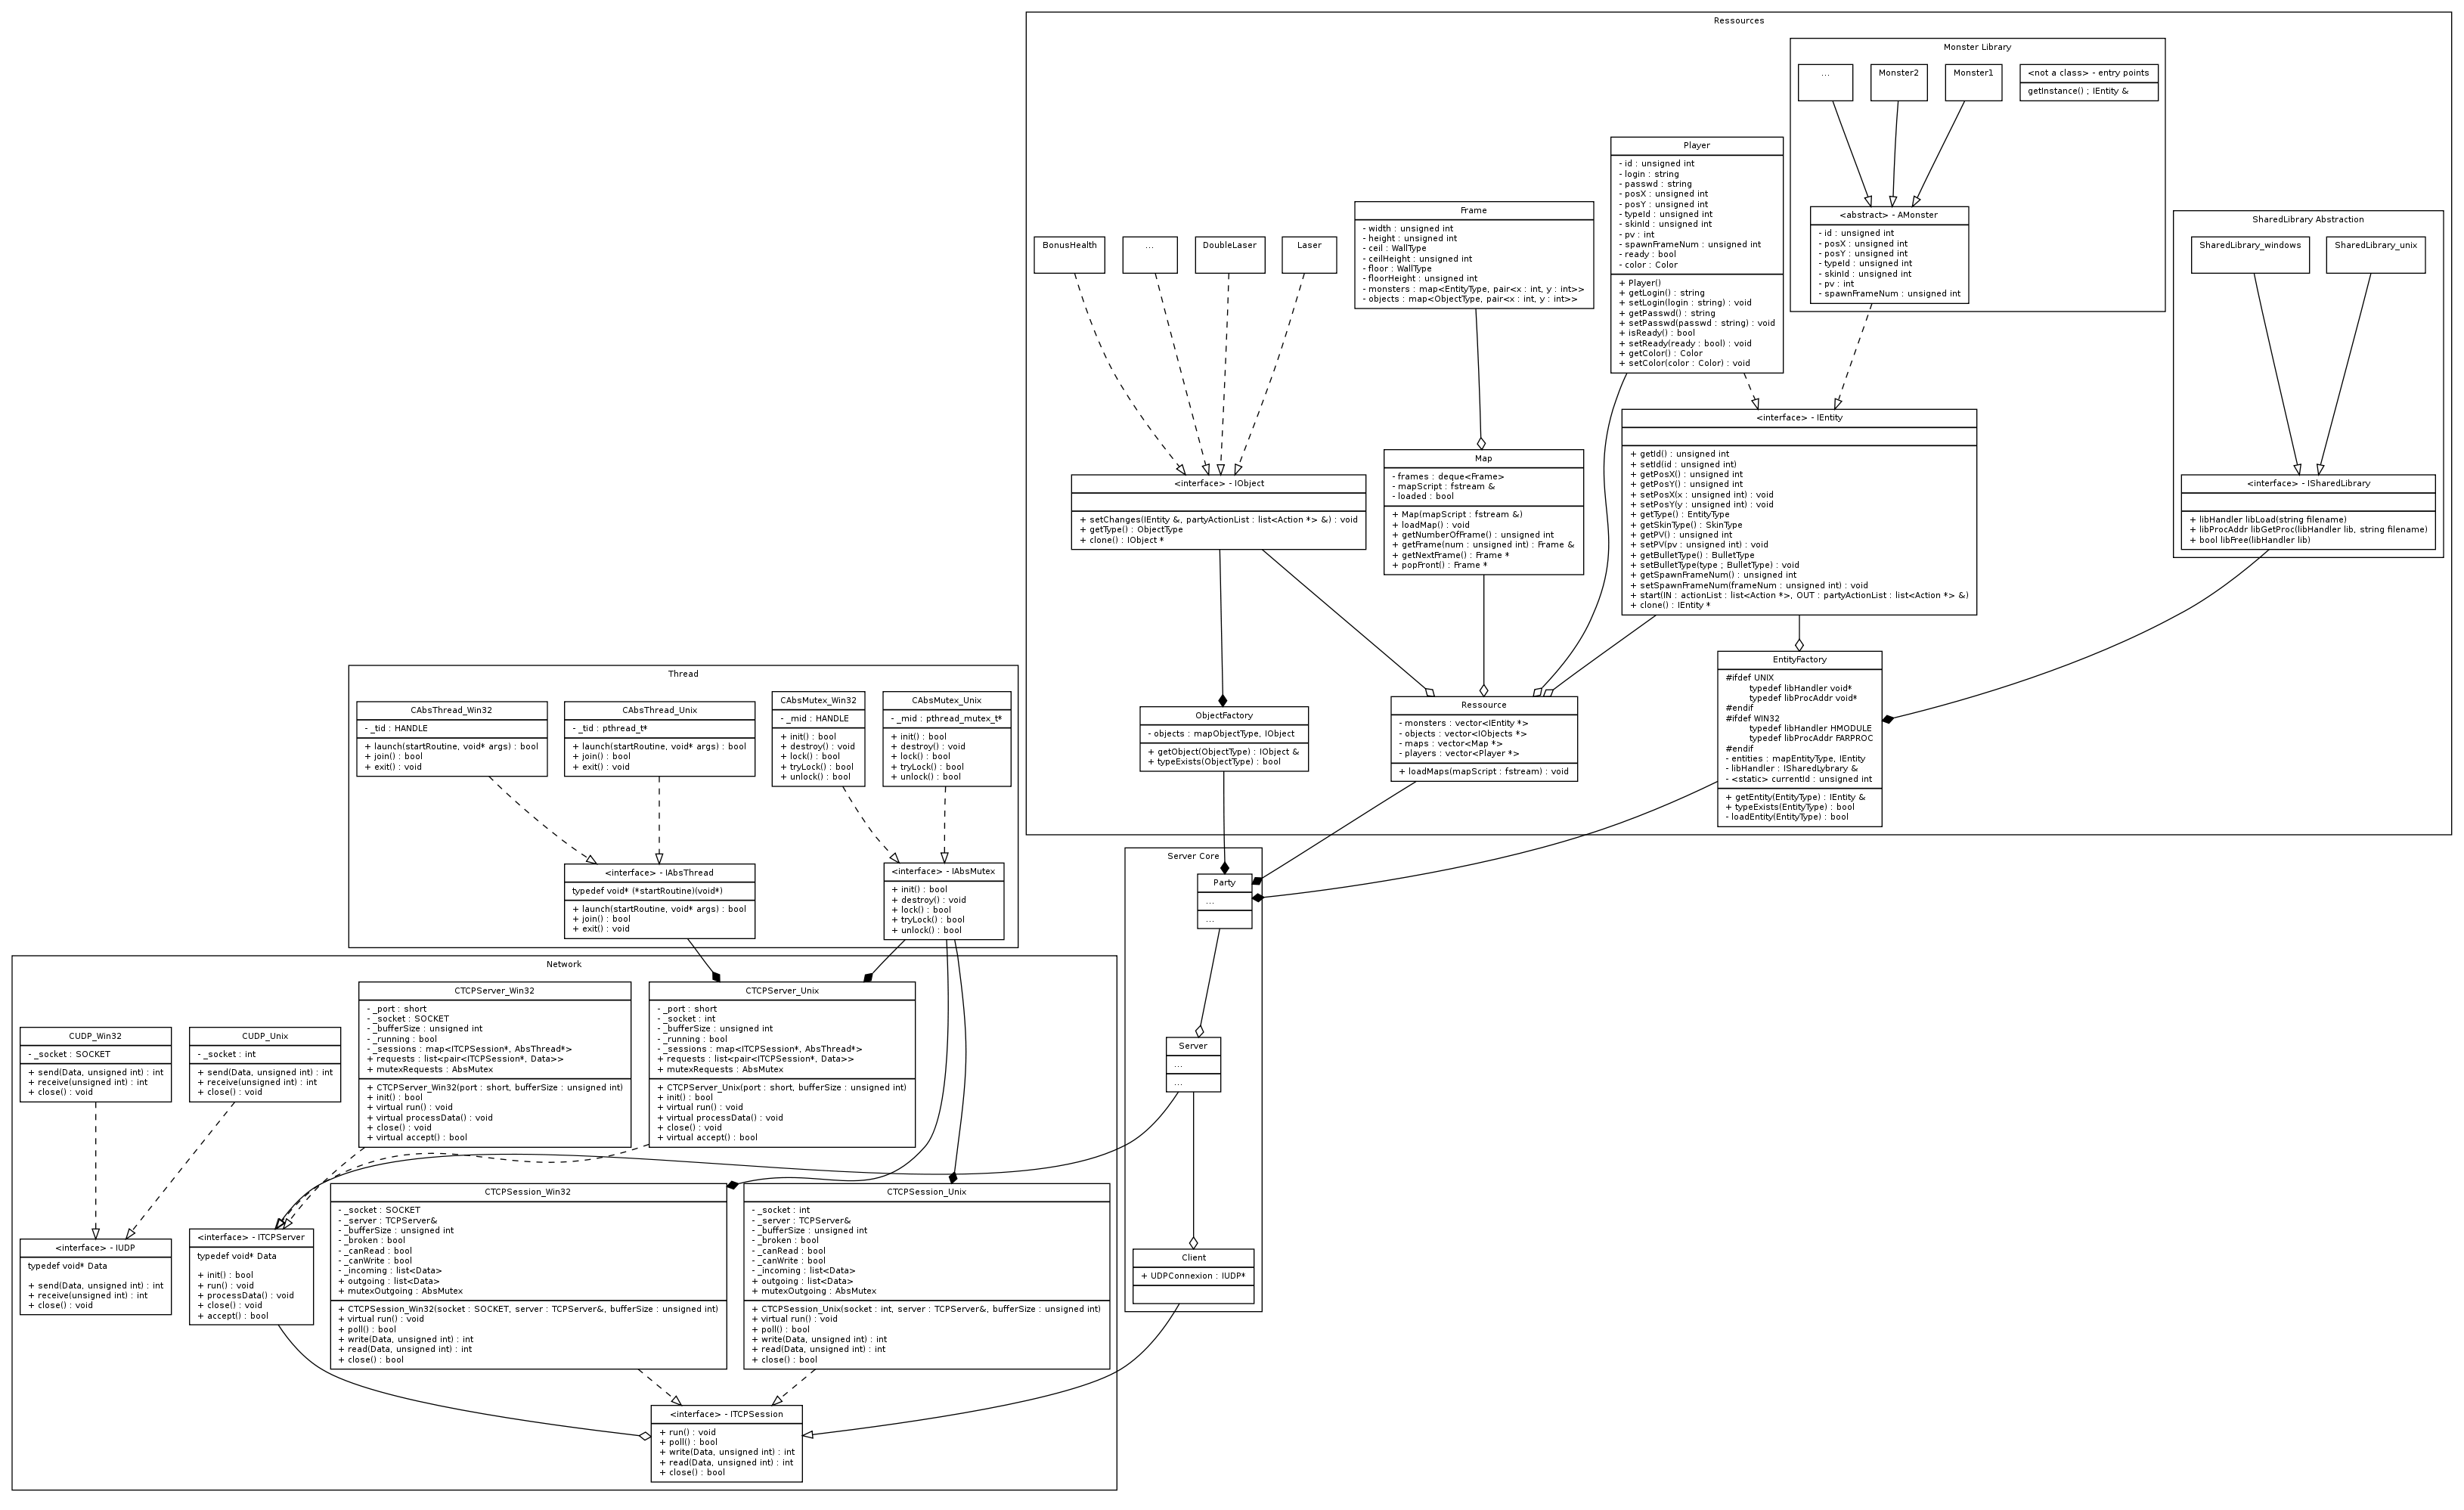 Ressources
Monster Library
...
Monster2
Monster1
<not a class> - entry points
getInstance() ; IEntity &
<abstract> - AMonster
- id : unsigned int
- posX : unsigned int
- posY : unsigned int
- typeId : unsigned int
- skinId : unsigned int
- pv : int
- spawnFrameNum : unsigned int
SharedLibrary Abstraction
SharedLibrary_windows
SharedLibrary_unix
<interface> - ISharedLibrary
+ libHandler libLoad(string filename)
+ libProcAddr libGetProc(libHandler lib, string filename)
+ bool libFree(libHandler lib)
Player
- id : unsigned int
- login : string
- passwd : string
- posX : unsigned int
- posY : unsigned int
- typeId : unsigned int
- skinId : unsigned int
- pv : int
- spawnFrameNum : unsigned int
- ready : bool
- color : Color
+ Player()
+ getLogin() : string
+ setLogin(login : string) : void
+ getPasswd() : string
+ setPasswd(passwd : string) : void
+ isReady() : bool
+ setReady(ready : bool) : void
+ getColor() : Color
+ setColor(color : Color) : void
Frame
- width : unsigned int
- height : unsigned int
- ceil : WallType
- ceilHeight : unsigned int
- floor : WallType
- floorHeight : unsigned int
- monsters : map<EntityType, pair<x : int, y : int>>
- objects : map<ObjectType, pair<x : int, y : int>>
BonusHealth
...
DoubleLaser
Laser
<interface> - IObject
+ setChanges(IEntity &, partyActionList : list<Action *> &) : void
+ getType() : ObjectType
+ clone() : IObject *
Map
- frames : deque<Frame>
- mapScript : fstream &
- loaded : bool
+ Map(mapScript : fstream &)
+ loadMap() : void
+ getNumberOfFrame() : unsigned int
+ getFrame(num : unsigned int) : Frame &
+ getNextFrame() : Frame *
+ popFront() : Frame *
<interface> - IEntity
+ getId() : unsigned int
+ setId(id : unsigned int)
+ getPosX() : unsigned int
+ getPosY() : unsigned int
+ setPosX(x : unsigned int) : void
+ setPosY(y : unsigned int) : void
+ getType() : EntityType
+ getSkinType() : SkinType
+ getPV() : unsigned int
+ setPV(pv : unsigned int) : void
+ getBulletType() : BulletType
+ setBulletType(type ; BulletType) : void
+ getSpawnFrameNum() : unsigned int
+ setSpawnFrameNum(frameNum : unsigned int) : void
+ start(IN : actionList : list<Action *>, OUT : partyActionList : list<Action *> &)
+ clone() : IEntity *
EntityFactory
#ifdef UNIX
typedef libHandler void*
typedef libProcAddr void*
#endif
#ifdef WIN32
typedef libHandler HMODULE
typedef libProcAddr FARPROC
#endif
- entities : mapEntityType, IEntity
- libHandler : ISharedLybrary &
- <static> currentId : unsigned int
+ getEntity(EntityType) : IEntity &
+ typeExists(EntityType) : bool
- loadEntity(EntityType) : bool
ObjectFactory
- objects : mapObjectType, IObject
+ getObject(ObjectType) : IObject &
+ typeExists(ObjectType) : bool
Ressource
- monsters : vector<IEntity *>
- objects : vector<IObjects *>
- maps : vector<Map *>
- players : vector<Player *>
+ loadMaps(mapScript : fstream) : void
Thread
CAbsThread_Win32
- _tid : HANDLE
+ launch(startRoutine, void* args) : bool
+ join() : bool
+ exit() : void
CAbsThread_Unix
- _tid : pthread_t*
+ launch(startRoutine, void* args) : bool
+ join() : bool
+ exit() : void
CAbsMutex_Win32
- _mid : HANDLE
+ init() : bool
+ destroy() : void
+ lock() : bool
+ tryLock() : bool
+ unlock() : bool
CAbsMutex_Unix
- _mid : pthread_mutex_t*
+ init() : bool
+ destroy() : void
+ lock() : bool
+ tryLock() : bool
+ unlock() : bool
<interface> - IAbsThread
typedef void* (*startRoutine)(void*)
+ launch(startRoutine, void* args) : bool
+ join() : bool
+ exit() : void
<interface> - IAbsMutex
+ init() : bool
+ destroy() : void
+ lock() : bool
+ tryLock() : bool
+ unlock() : bool
Server Core
Party
...
...
Server
...
...
Client
+ UDPConnexion : IUDP*
Network
CTCPServer_Win32
- _port : short
- _socket : SOCKET
- _bufferSize : unsigned int
- _running : bool
- _sessions : map<ITCPSession*, AbsThread*>
+ requests : list<pair<ITCPSession*, Data>>
+ mutexRequests : AbsMutex
+ CTCPServer_Win32(port : short, bufferSize : unsigned int)
+ init() : bool
+ virtual run() : void
+ virtual processData() : void
+ close() : void
+ virtual accept() : bool
CTCPServer_Unix
- _port : short
- _socket : int
- _bufferSize : unsigned int
- _running : bool
- _sessions : map<ITCPSession*, AbsThread*>
+ requests : list<pair<ITCPSession*, Data>>
+ mutexRequests : AbsMutex
+ CTCPServer_Unix(port : short, bufferSize : unsigned int)
+ init() : bool
+ virtual run() : void
+ virtual processData() : void
+ close() : void
+ virtual accept() : bool
CUDP_Win32
- _socket : SOCKET
+ send(Data, unsigned int) : int
+ receive(unsigned int) : int
+ close() : void
CUDP_Unix
- _socket : int
+ send(Data, unsigned int) : int
+ receive(unsigned int) : int
+ close() : void
<interface> - IUDP
typedef void* Data
+ send(Data, unsigned int) : int
+ receive(unsigned int) : int
+ close() : void
<interface> - ITCPServer
typedef void* Data
+ init() : bool
+ run() : void
+ processData() : void
+ close() : void
+ accept() : bool
CTCPSession_Win32
- _socket : SOCKET
- _server : TCPServer&
- _bufferSize : unsigned int
- _broken : bool
- _canRead : bool
- _canWrite : bool
- _incoming : list<Data>
+ outgoing : list<Data>
+ mutexOutgoing : AbsMutex
+ CTCPSession_Win32(socket : SOCKET, server : TCPServer&, bufferSize : unsigned int)
+ virtual run() : void
+ poll() : bool
+ write(Data, unsigned int) : int
+ read(Data, unsigned int) : int
+ close() : bool
CTCPSession_Unix
- _socket : int
- _server : TCPServer&
- _bufferSize : unsigned int
- _broken : bool
- _canRead : bool
- _canWrite : bool
- _incoming : list<Data>
+ outgoing : list<Data>
+ mutexOutgoing : AbsMutex
+ CTCPSession_Unix(socket : int, server : TCPServer&, bufferSize : unsigned int)
+ virtual run() : void
+ poll() : bool
+ write(Data, unsigned int) : int
+ read(Data, unsigned int) : int
+ close() : bool
<interface> - ITCPSession
+ run() : void
+ poll() : bool
+ write(Data, unsigned int) : int
+ read(Data, unsigned int) : int
+ close() : bool